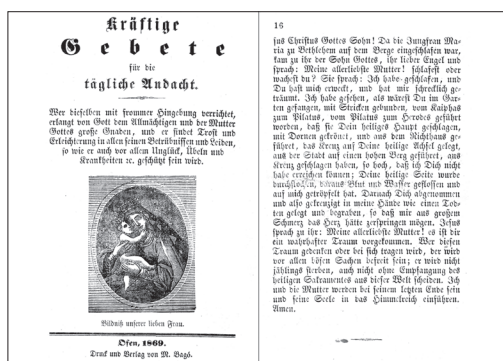 Kräftige
Gebete
für die
tägliche Andacht.
Wer dieselben mit frommer Hingebung verrichtet,
erlangt von Gott dem Allmächtigen und der Mutter
Gottes große Gnaden, und er findet Trost und
Erleichterung in allen seinen Betrübnissen und Leiden,
so wie er auch vor allem Unglück, Übeln und
Krankheiten ꝛc. geschützt sein wird.
Bildniß unserer lieben Frau.
Ofen, 1869.
Druck und Verlag von M. Bagó.
16
sus Christus Gottes Sohn! Da die Jungfrau Ma-
ria zu Bethlehem auf dem Berge eingeschlafen war,
kam zu ihr der Sohn Gottes, ihr lieber Engel und
sprach: Meine allerliebste Mutter! schlafest oder
wachest du? Sie sprach: Ich habe geschlafen, und
Du hast mich erweckt, und hat mir schrecklich ge-
träumt. Ich habe gesehen, als wärest Du im Gar-
ten gefangen, mit Stricken gebunden, vom Kaiphas
zum Pilatus, vom Pilatus zum Herodes geführt
worden, daß sie Dein heiliges Haupt geschlagen,
mit Dornen gekrönet, und aus dem Richthaus ge-
führet, das Kreuz auf Deine heilige Achsel gelegt,
aus der Stadt auf einen hohen Berg geführet, ans
Kreuz geschlagen haben, so hoch, daß ich Dich nicht
habe erreichen können; Deine heilige Seite wurde
durchstochen, woraus Blut und Wasser geflossen und
auf mich getröpfelt hat. Darnach Dich abgenommen
und also gekreuzigt in meine Hände wie einen Tod-
ten gelegt und begraben, so daß mir aus großem
Schmerz das Herz hätte zerspringen mögen. Jesus
sprach zu ihr: Meine allerliebste Mutter! es ist dir
ein wahrhafter Traum vorgekommen. Wer diesen
Traum gedenken oder bei sich tragen wird, der wird
vor allen bösen Sachen befreit sein; er wird nicht
jählings sterben, auch nicht ohne Empfangung des
heiligen Sakramentes aus dieser Welt scheiden. Ich
und die Mutter werden bei seinem letzten Ende sein
und seine Seele in das Himmelreich einführen.
Amen.